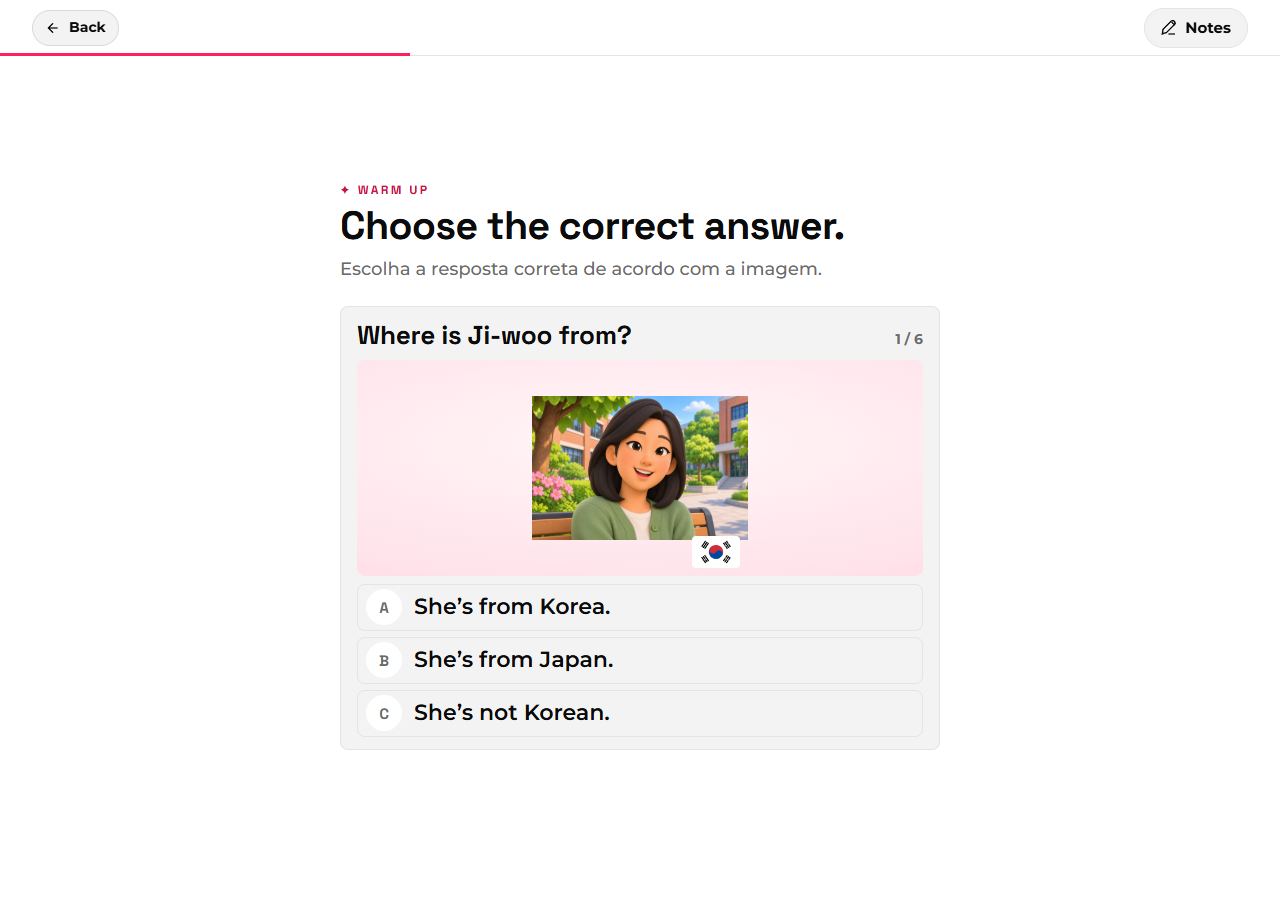 Back
Notes
✦ WARM UP
Choose the correct answer.
Escolha a resposta correta de acordo com a imagem.
Where is Ji-woo from?
1 / 6
A She’s from Korea.
B She’s from Japan.
C She’s not Korean.